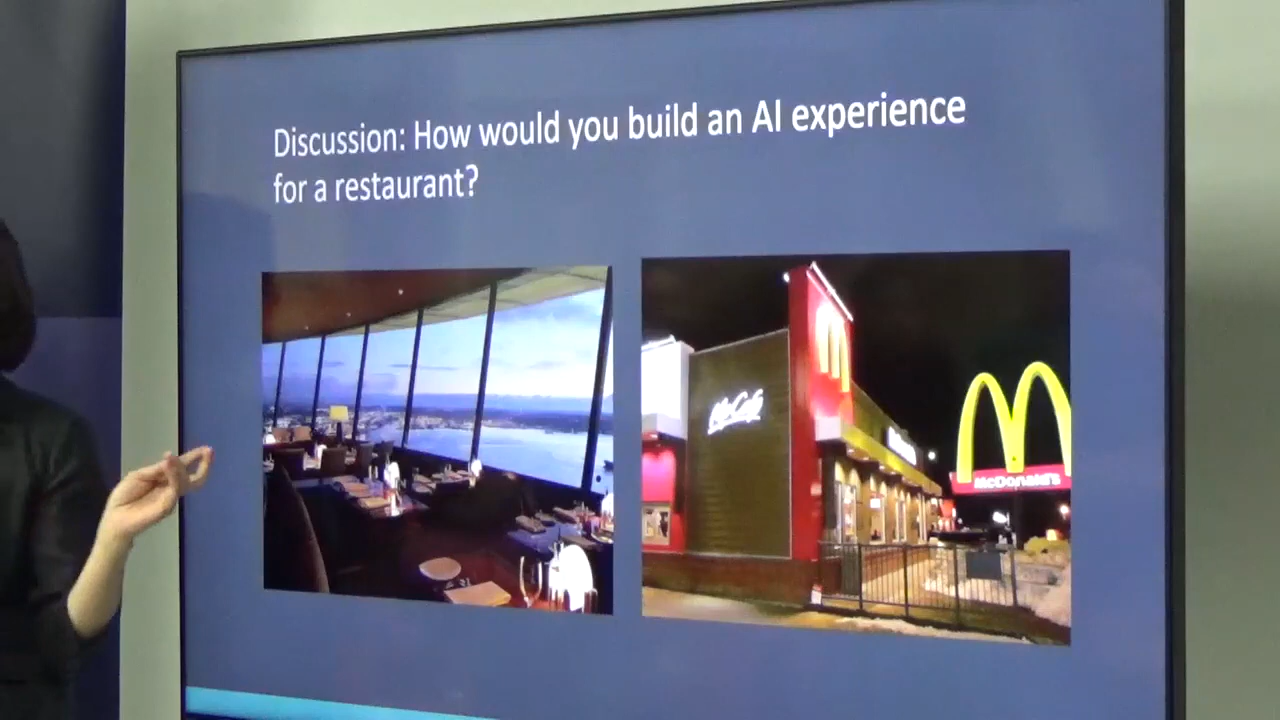 Discussion: How would you build an AI experience
for a restaurant?
McCafé
McDonald's